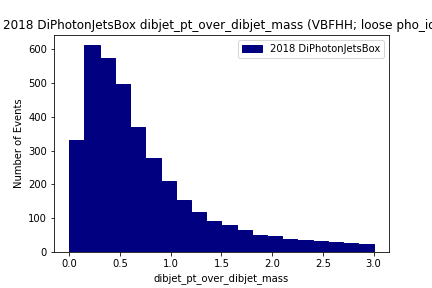 2018 DiPhotonJetsBox dibjet_pt_over_dibjet_mass (VBFHH; loose pho_id
2018 DiPhotonJetsBox
Number of Events
600
500
400
300
200
100
0
0.0 0.5 1.0 1.5 2.0 2.5 3.0
dibjet_pt_over_dibjet_mass